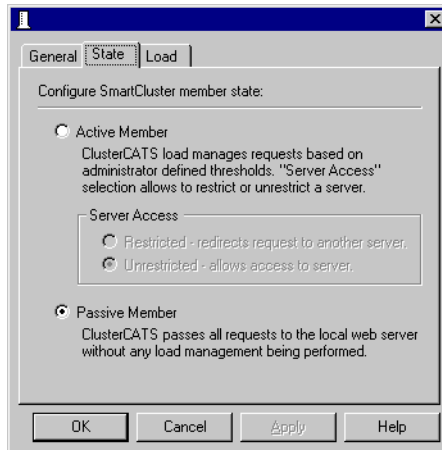 General State Load
Configure SmartCluster member state:
Active Member
ClusterCATS load manages requests based on
administrator defined thresholds. "Server Access"
selection allows to restrict or unrestrict a server.
Server Access
Restricted - redirects request to another server.
Unrestricted - allows access to server.
Passive Member
ClusterCATS passes all requests to the local web server
without any load management being performed.
OK Cancel Apply Help